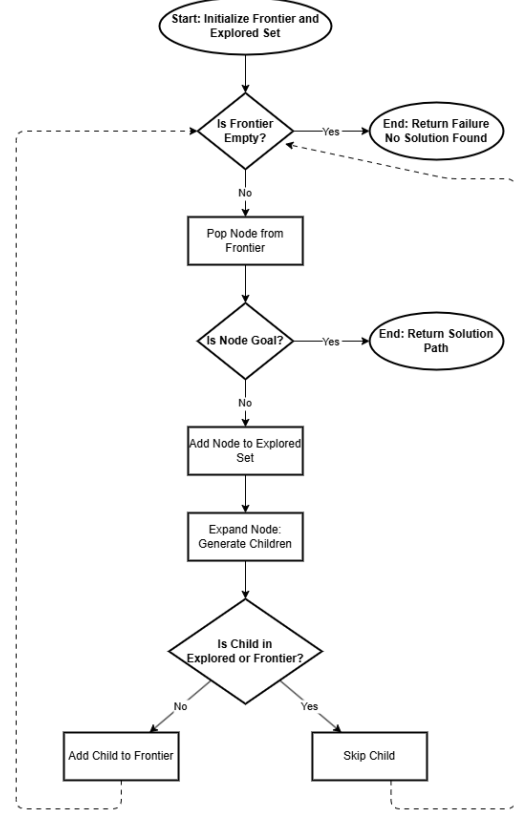 Start: Initialize Frontier and
Explored Set
Is Frontier
Empty?
Yes
End: Return Failure
No Solution Found
No
Pop Node from
Frontier
Is Node Goal?
Yes
End: Return Solution
Path
No
Add Node to Explored
Set
Expand Node:
Generate Children
Is Child in
Explored or Frontier?
No
Yes
Add Child to Frontier
Skip Child